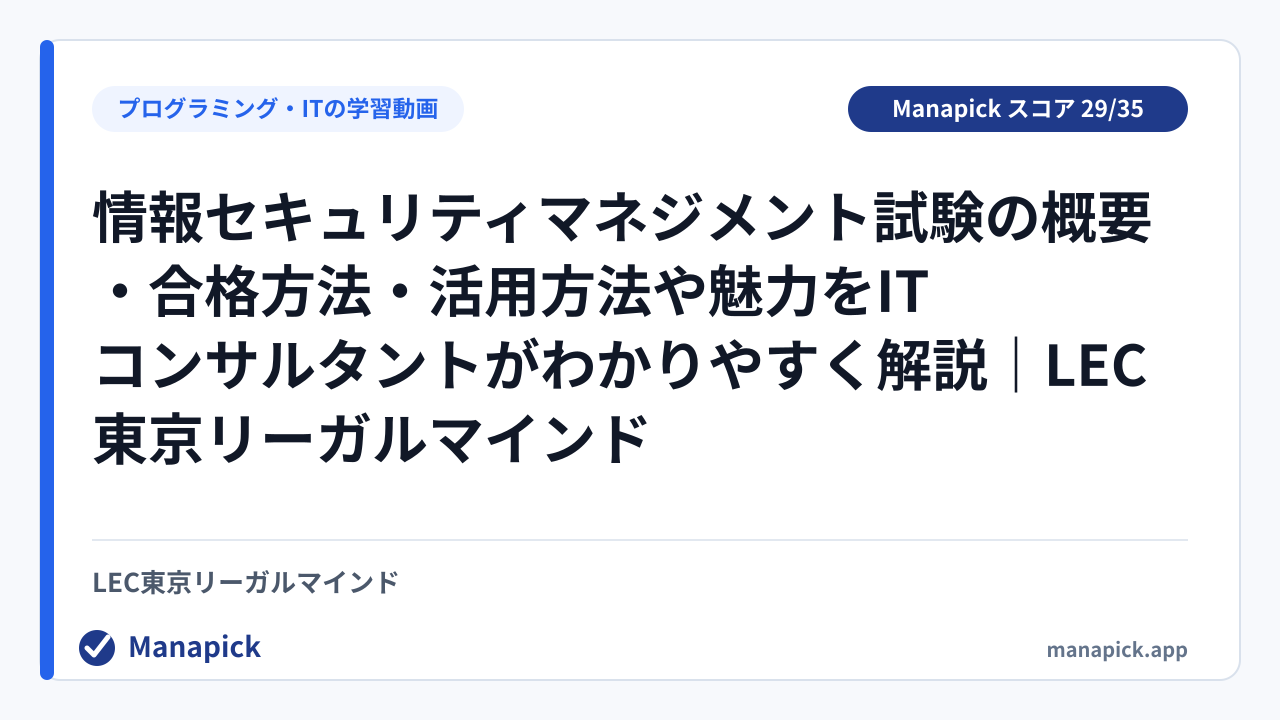 プログラミング・ITの学習動画
Manapick スコア 29/35
情報セキュリティマネジメント試験の概要
・合格方法・活用方法や魅力をIT
コンサルタントがわかりやすく解説｜LEC
東京リーガルマインド
LEC東京リーガルマインド
Manapick
manapick.app